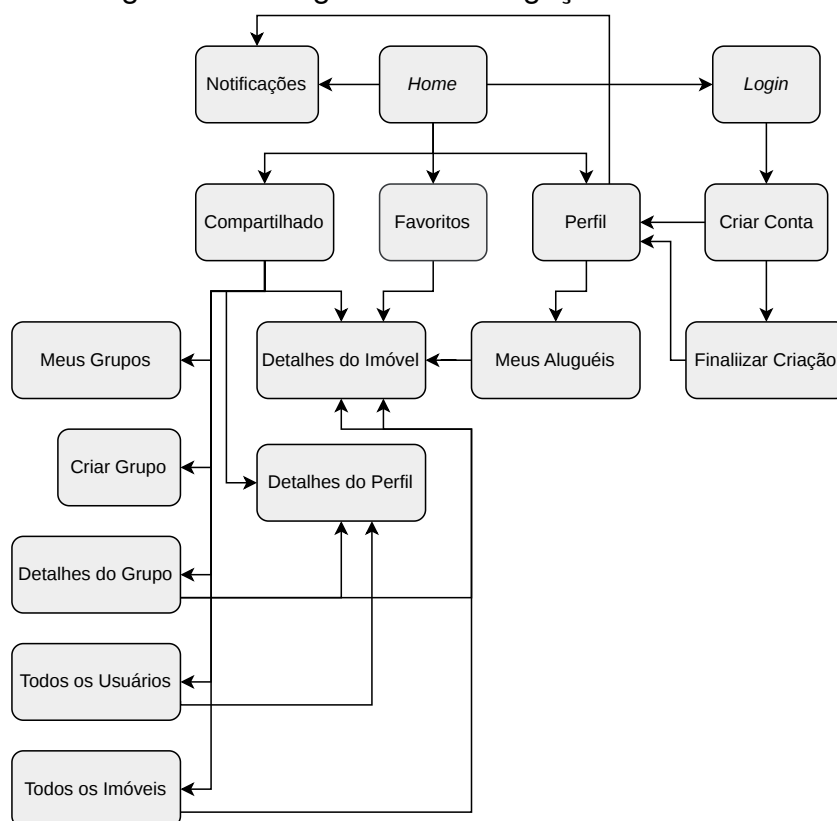 Notificações
Home
Login
Compartilhado
Favoritos
Perfil
Criar Conta
Meus Grupos
Detalhes do Imóvel
Meus Aluguéis
Finaliizar Criação
Criar Grupo
Detalhes do Perfil
Detalhes do Grupo
Todos os Usuários
Todos os Imóveis